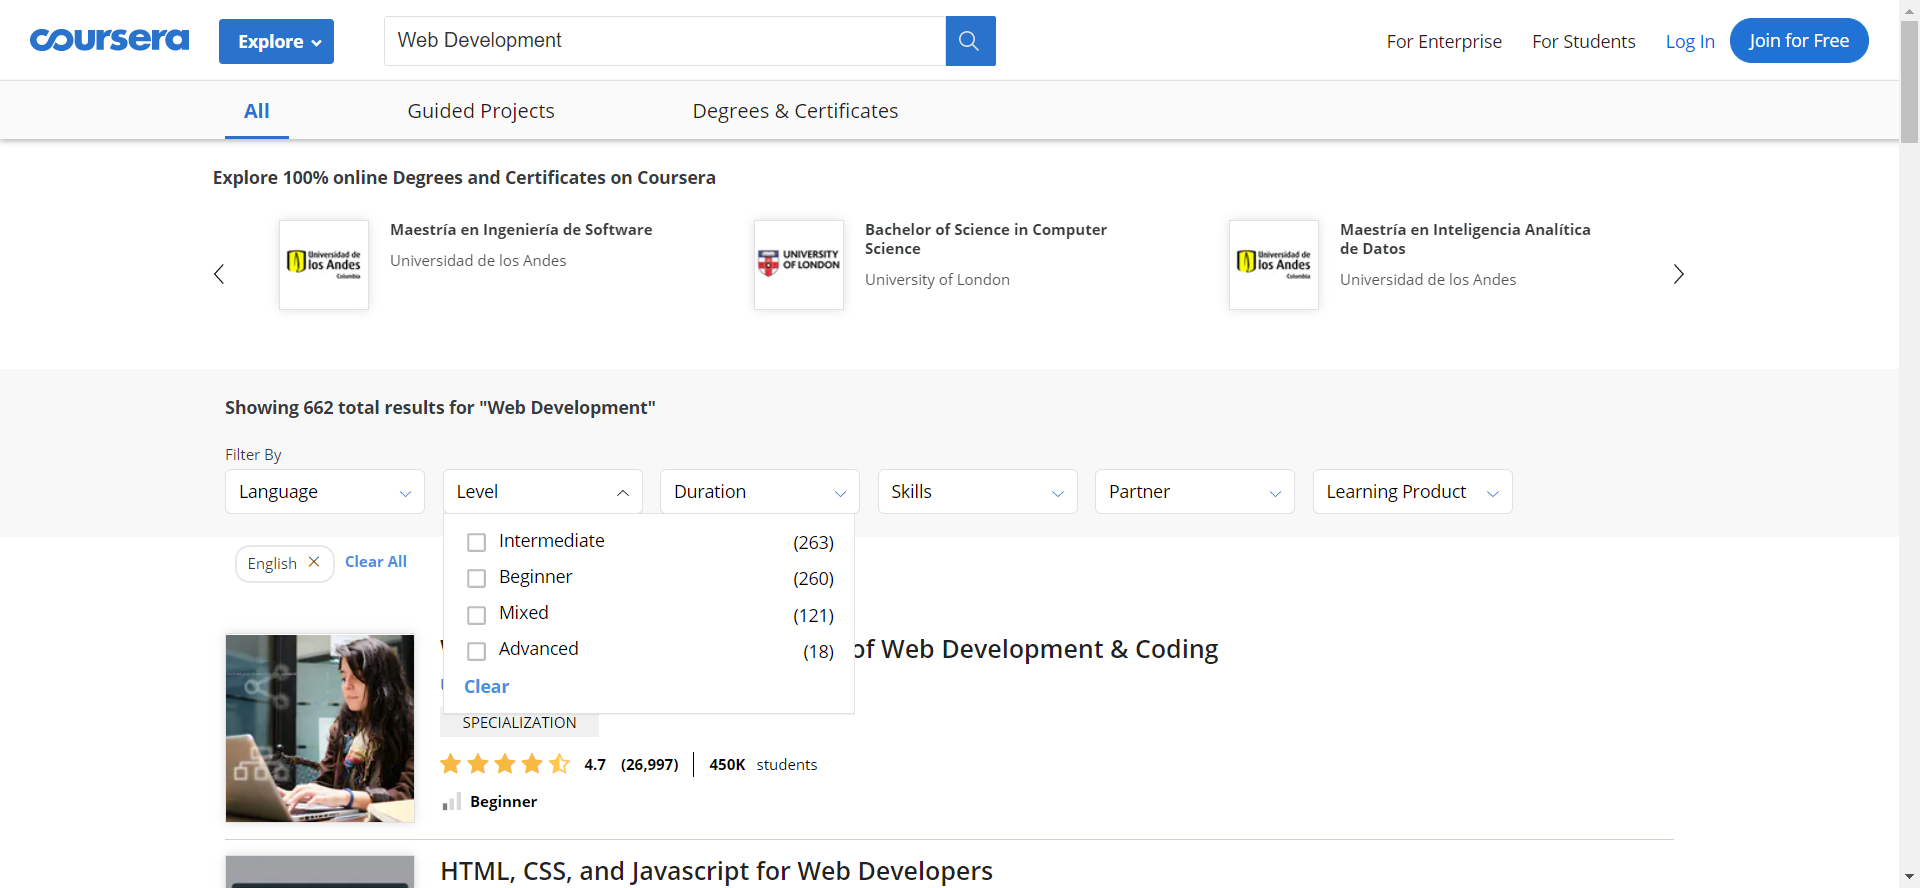 coursera
Explore
Web Development
For Enterprise
For Students
Log In
Join for Free
All
Guided Projects
Degrees & Certificates
Explore 100% online Degrees and Certificates on Coursera
Universidad de
los Andes
Colombia
Maestría en Ingeniería de Software
Universidad de los Andes
UNIVERSITY
OF LONDON
Bachelor of Science in Computer
Science
University of London
Universidad de
los Andes
Colombia
Maestría en Inteligencia Analítica
de Datos
Universidad de los Andes
Showing 662 total results for "Web Development"
Filter By
Language
Level
Duration
Skills
Partner
Learning Product
English
Clear All
Intermediate (263)
Beginner (260)
Mixed (121)
Advanced (18)
Clear
of Web Development & Coding
SPECIALIZATION
4.7 (26,997) 450K students
Beginner
HTML, CSS, and Javascript for Web Developers